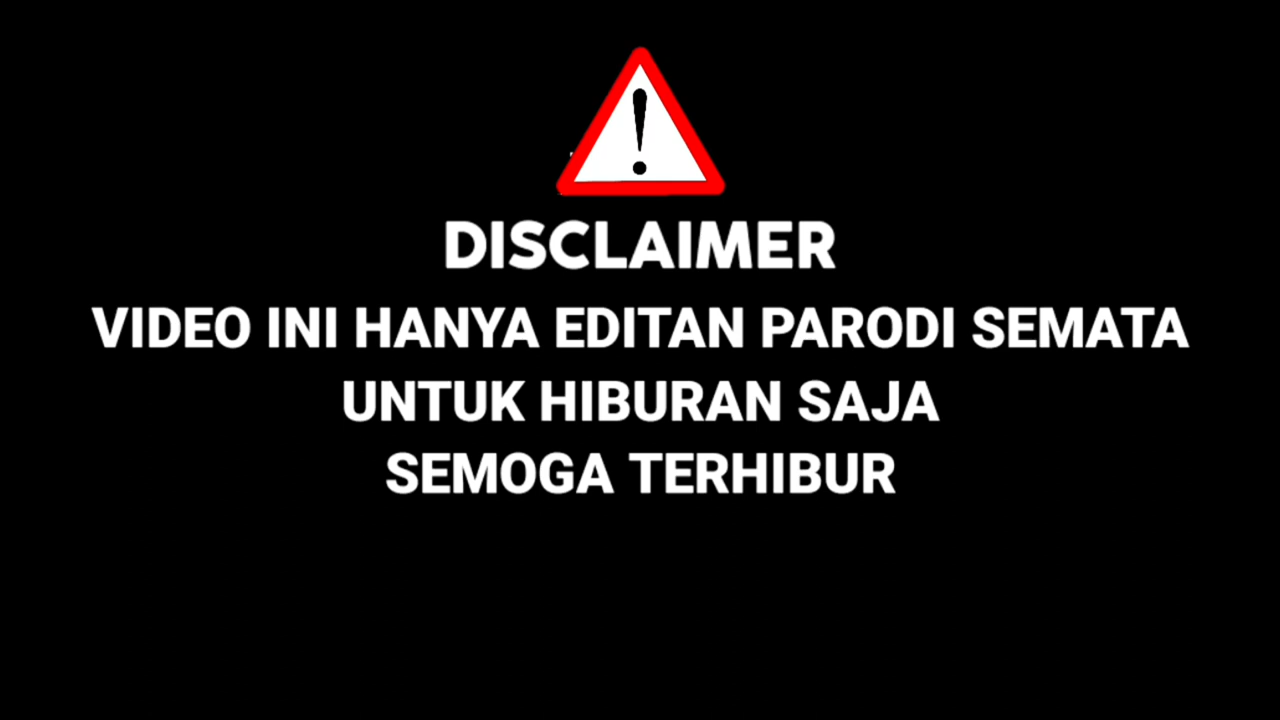 DISCLAIMER
VIDEO INI HANYA EDITAN PARODI SEMATA
UNTUK HIBURAN SAJA
SEMOGA TERHIBUR